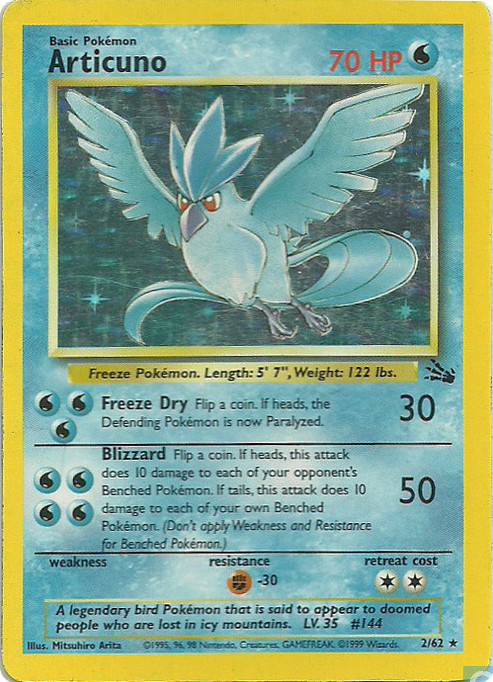 Basic Pokémon
Articuno
70 HP
Freeze Pokémon. Length: 5' 7", Weight: 122 lbs.
Freeze Dry Flip a coin. If heads, the
Defending Pokémon is now Paralyzed.
30
Blizzard Flip a coin. If heads, this attack
does 10 damage to each of your opponent's
Benched Pokémon. If tails, this attack does 10
damage to each of your own Benched
Pokémon. (Don't apply Weakness and Resistance
for Benched Pokémon.)
50
weakness resistance retreat cost
-30
A legendary bird Pokémon that is said to appear to doomed
people who are lost in icy mountains. LV. 35 #144
Illus. Mitsuhiro Arita ©1995, 96, 98 Nintendo, Creatures, GAMEFREAK. ©1999 Wizards. 2/62 ★